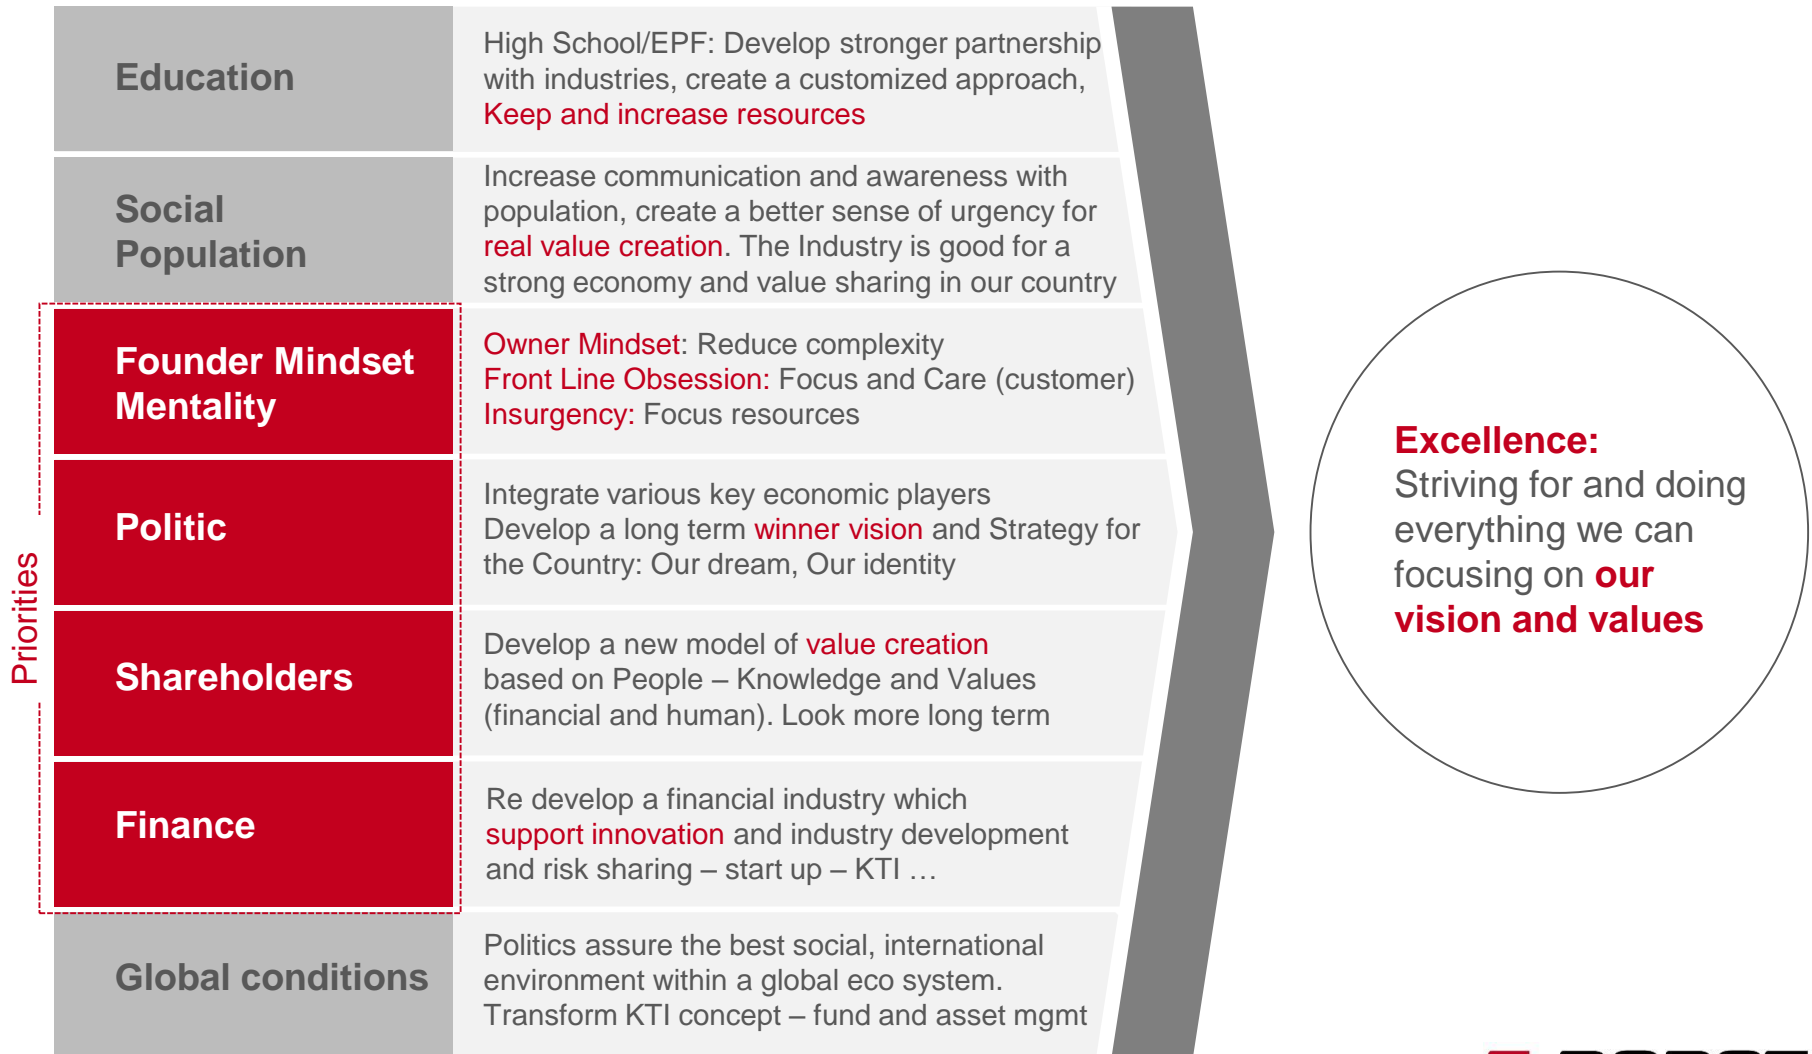 Education
High School/EPF: Develop stronger partnership
with industries, create a customized approach,
Keep and increase resources
Social
Population
Increase communication and awareness with
population, create a better sense of urgency for
real value creation. The Industry is good for a
strong economy and value sharing in our country
Priorities
Founder Mindset
Mentality
Owner Mindset: Reduce complexity
Front Line Obsession: Focus and Care (customer)
Insurgency: Focus resources
Politic
Integrate various key economic players
Develop a long term winner vision and Strategy for
the Country: Our dream, Our identity
Shareholders
Develop a new model of value creation
based on People – Knowledge and Values
(financial and human). Look more long term
Finance
Re develop a financial industry which
support innovation and industry development
and risk sharing – start up – KTI …
Global conditions
Politics assure the best social, international
environment within a global eco system.
Transform KTI concept – fund and asset mgmt
Excellence:
Striving for and doing
everything we can
focusing on our
vision and values